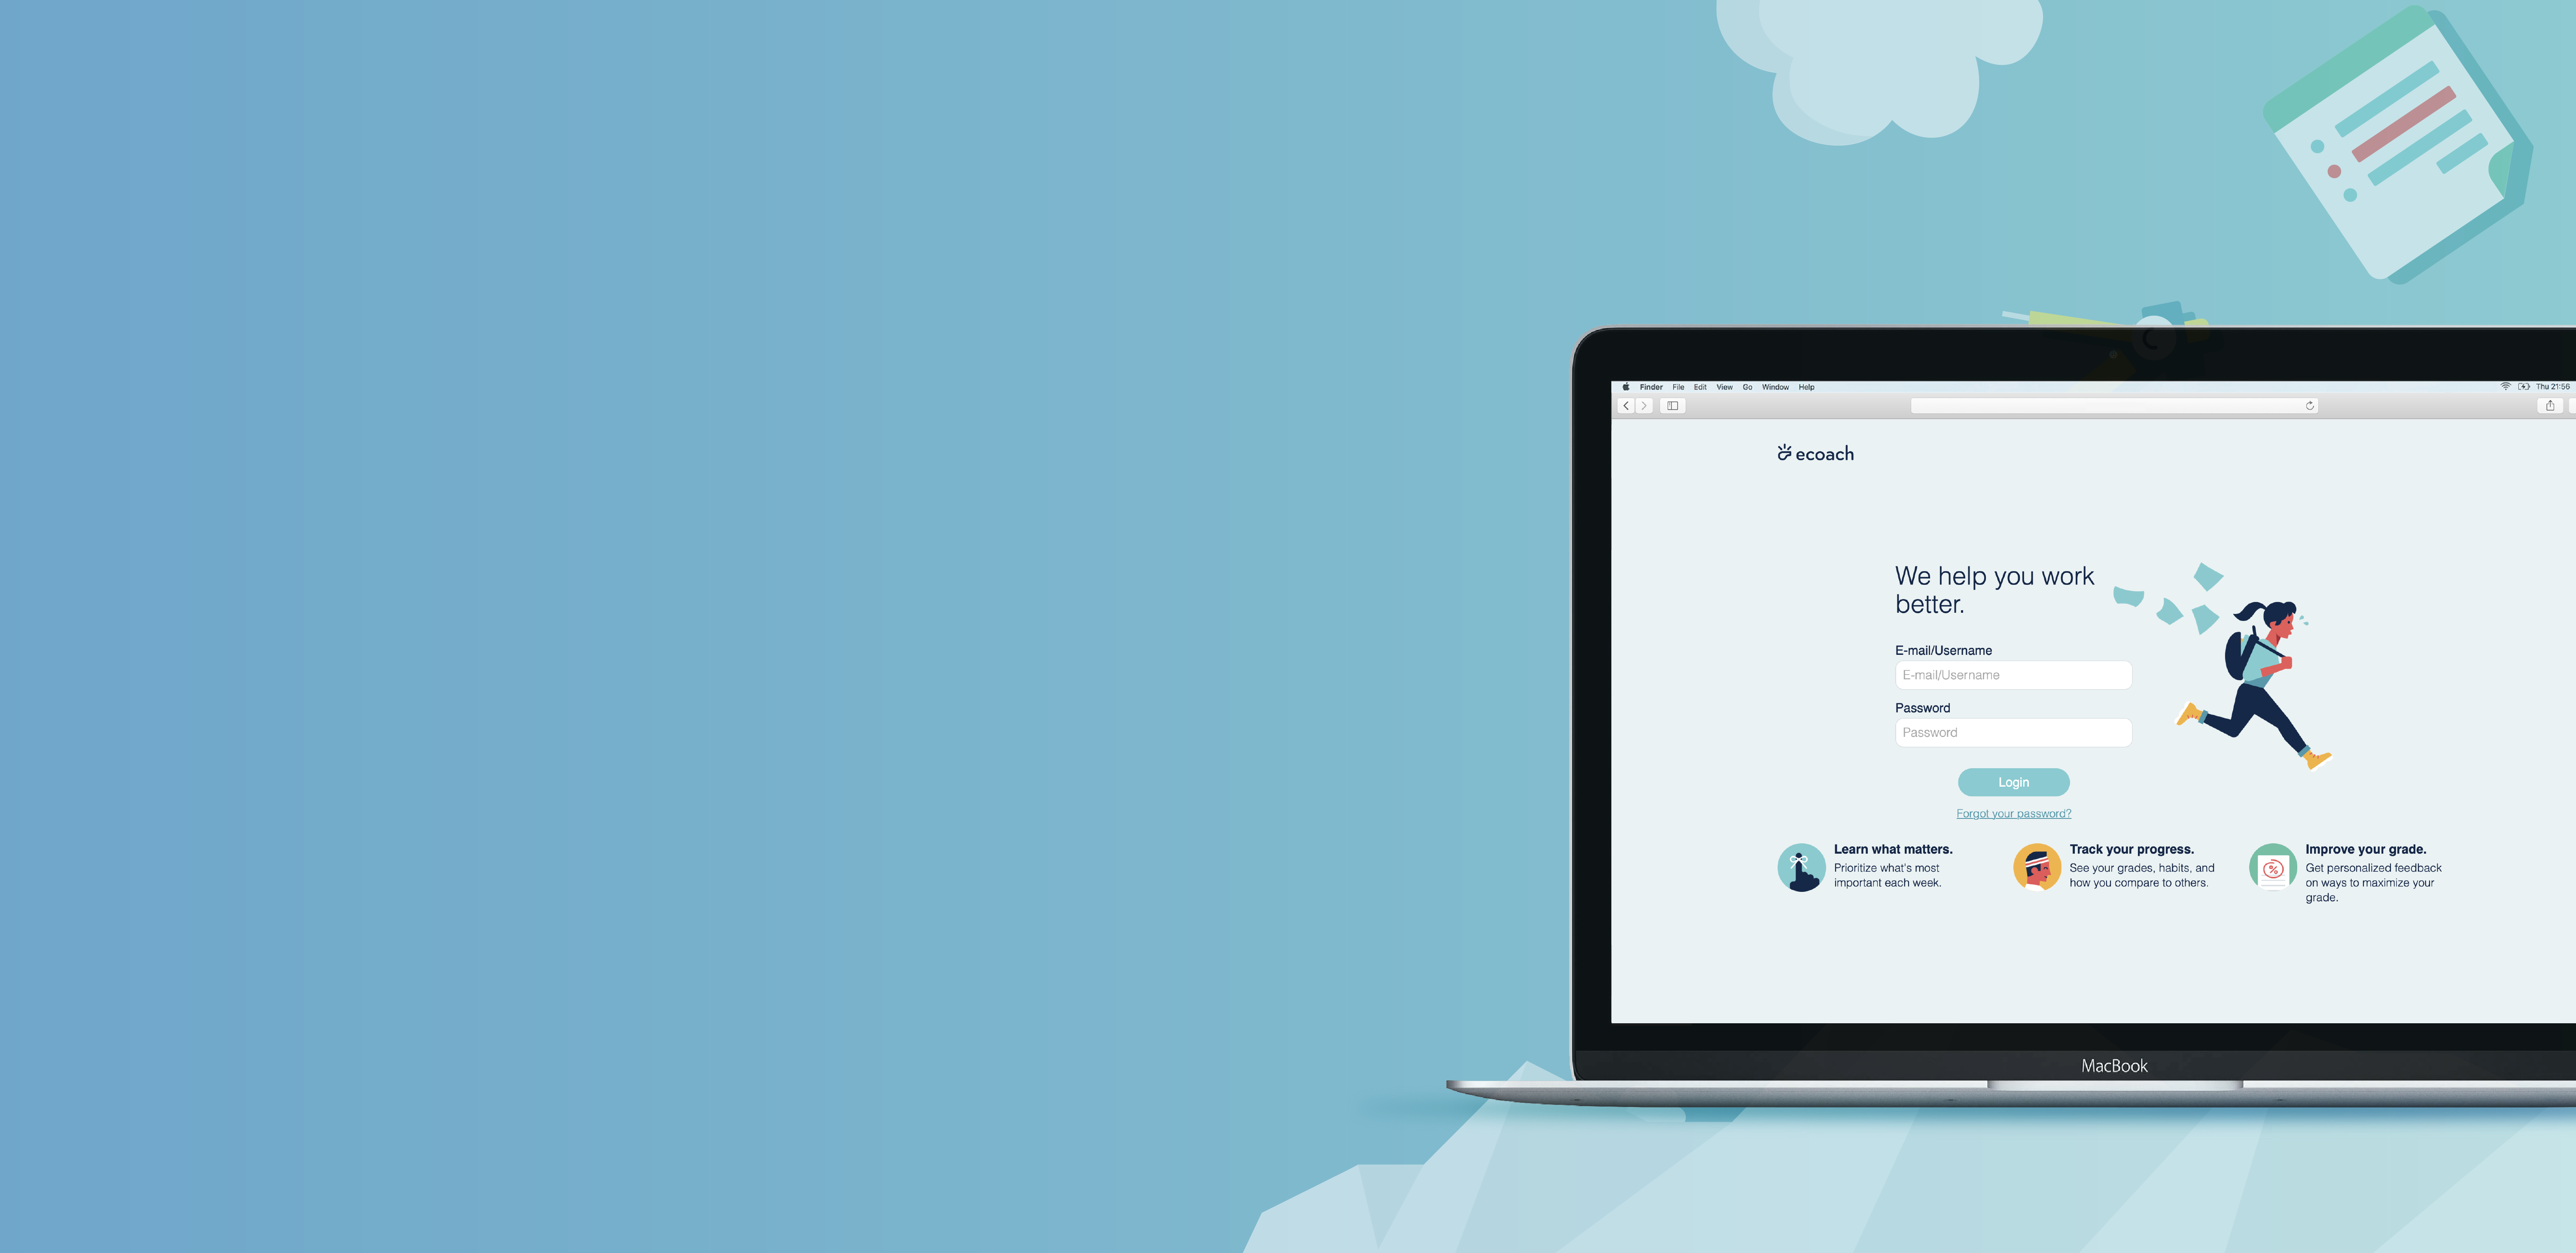 Finder File Edit View Go Window Help
Thu 21:56
ecoach
We help you work
better.
E-mail/Username
E-mail/Username
Password
Password
Login
Forgot your password?
Learn what matters.
Prioritize what's most
important each week.
Track your progress.
See your grades, habits, and
how you compare to others.
Improve your grade.
Get personalized feedback
on ways to maximize your
grade.
%
MacBook